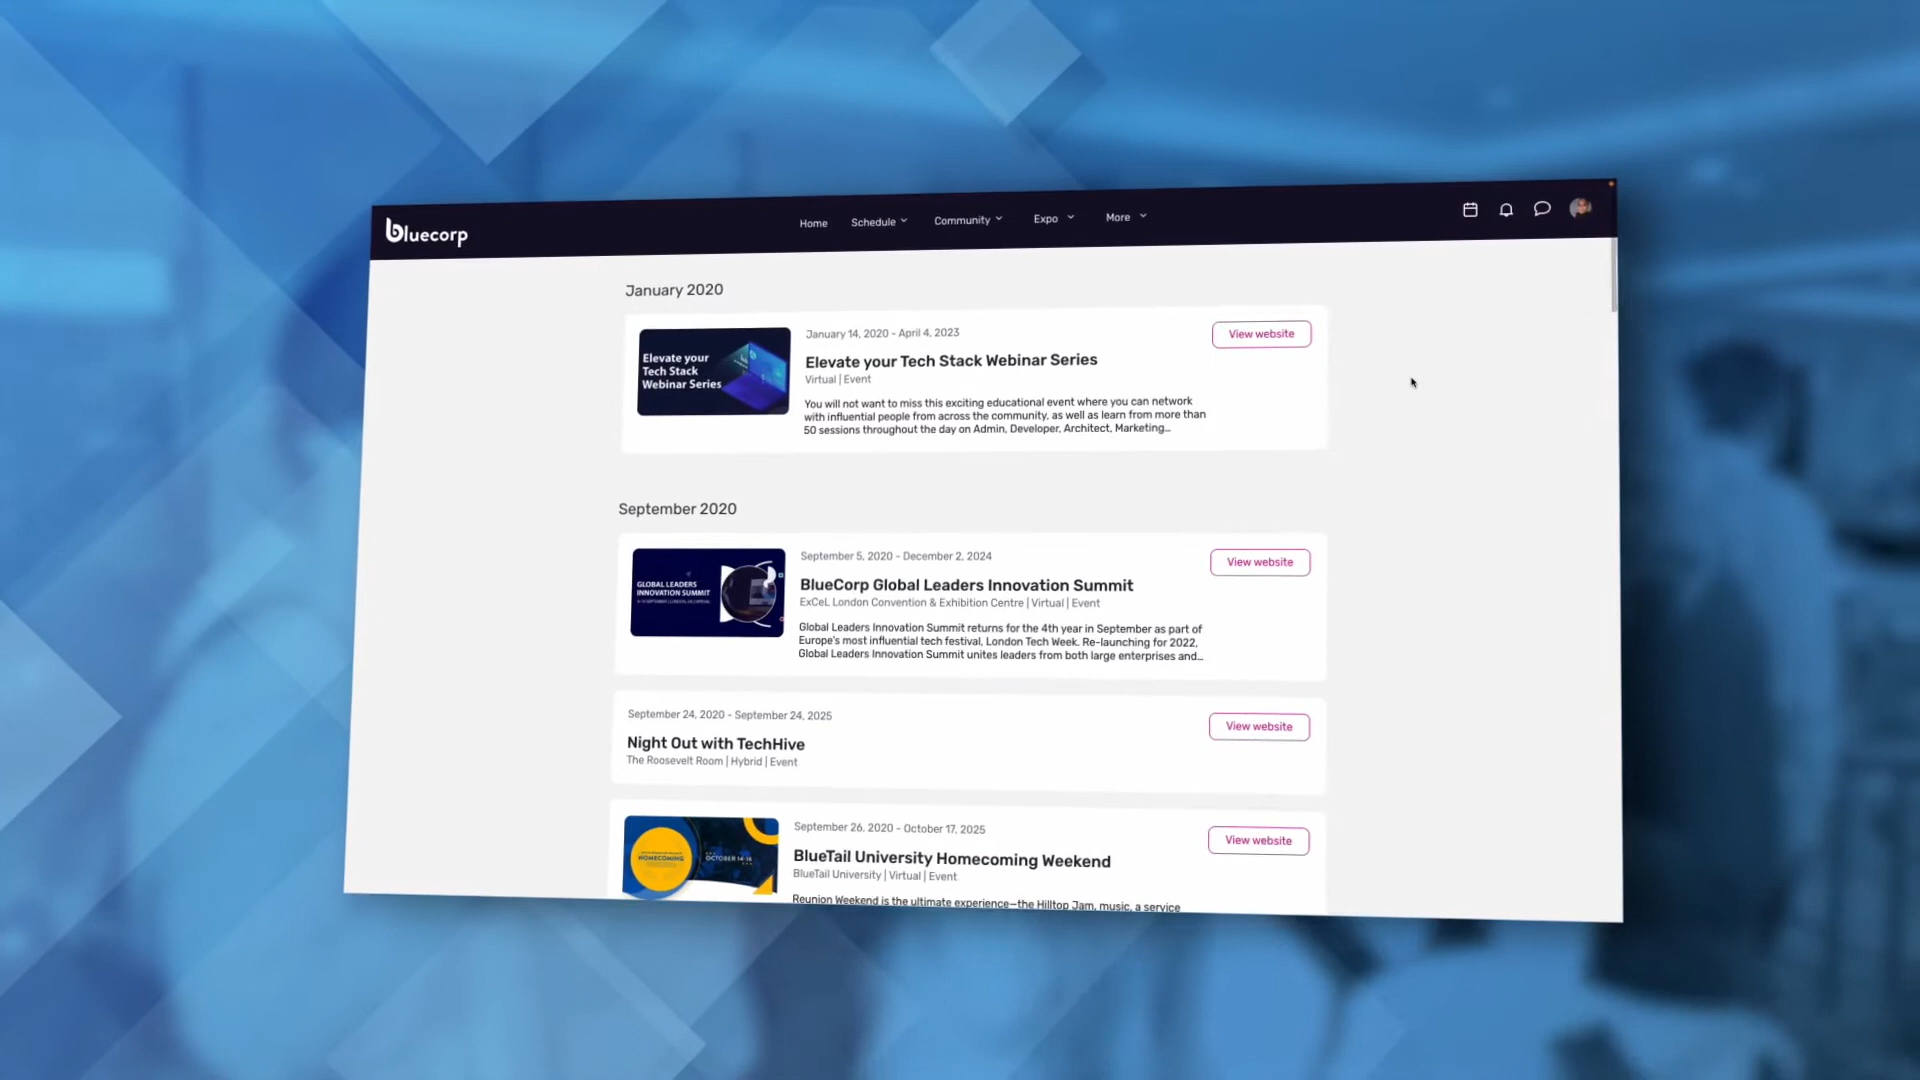 bluecorp
Home Schedule Community Expo More
January 2020
Elevate your
Tech Stack
Webinar Series
January 14, 2020 - April 4, 2023
View website
Elevate your Tech Stack Webinar Series
Virtual | Event
You will not want to miss this exciting educational event where you can network
with influential people from across the community, as well as learn from more than
50 sessions throughout the day on Admin, Developer, Architect, Marketing...
September 2020
GLOBAL LEADERS
INNOVATION SUMMIT
September 5, 2020 - December 2, 2024
View website
BlueCorp Global Leaders Innovation Summit
ExCeL London Convention & Exhibition Centre | Virtual | Event
Global Leaders Innovation Summit returns for the 4th year in September as part of
Europe's most influential tech festival, London Tech Week. Re-launching for 2022,
Global Leaders Innovation Summit unites leaders from both large enterprises and...
September 24, 2020 - September 24, 2025
View website
Night Out with TechHive
The Roosevelt Room | Hybrid | Event
HOMECOMING
OCTOBER 14-16
September 26, 2020 - October 17, 2025
View website
BlueTail University Homecoming Weekend
BlueTail University | Virtual | Event
Reunion Weekend is the ultimate experience—the Hilltop Jam, music, a service